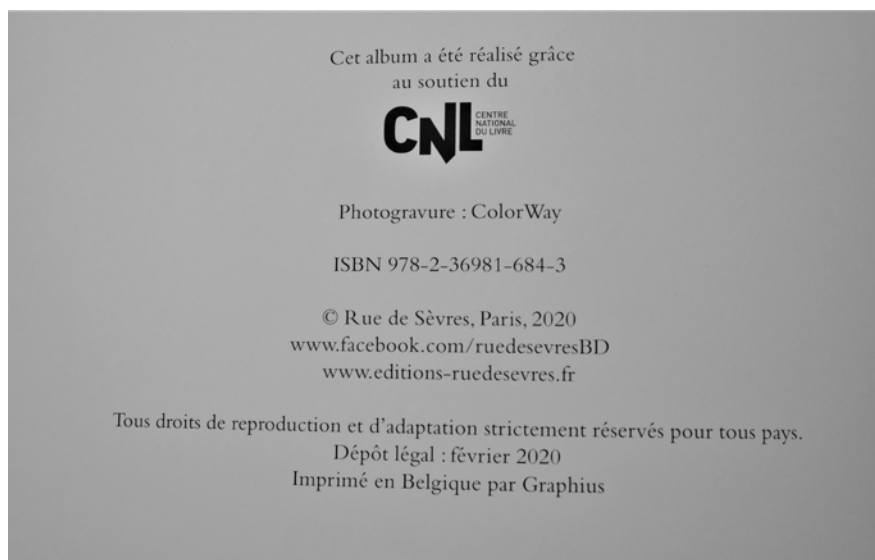 Cet album a été réalisé grâce
au soutien du
CNL
CENTRE
NATIONAL
DU LIVRE
Photogravure : ColorWay
ISBN 978-2-36981-684-3
© Rue de Sèvres, Paris, 2020
www.facebook.com/ruedesevresBD
www.editions-ruedesevres.fr
Tous droits de reproduction et d’adaptation strictement réservés pour tous pays.
Dépôt légal : février 2020
Imprimé en Belgique par Graphius